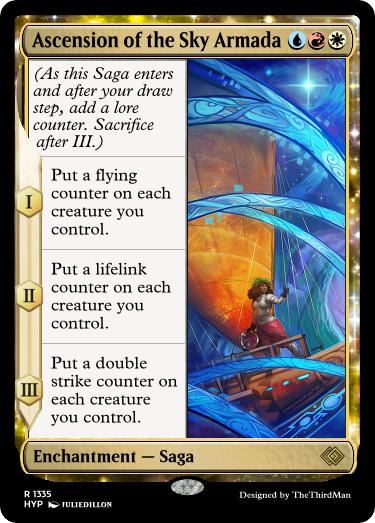 Ascension of the Sky Armada
(As this Saga enters
and after your draw
step, add a lore
counter. Sacrifice
after III.)
I
Put a flying
counter on each
creature you
control.
II
Put a lifelink
counter on each
creature you
control.
III
Put a double
strike counter on
each creature
you control.
Enchantment — Saga
R 1335
HYP JULIEDILLON
Designed by TheThirdMan